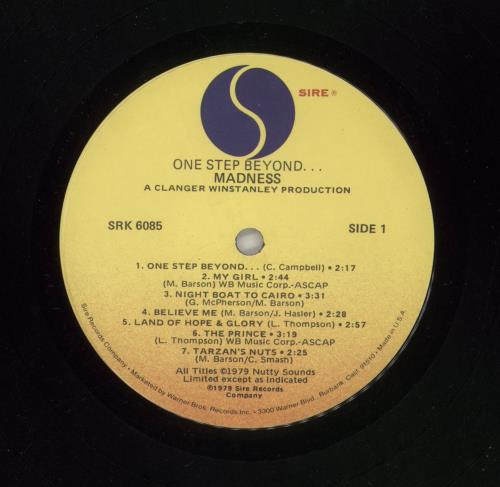 SIRE ®
ONE STEP BEYOND...
MADNESS
A CLANGER WINSTANLEY PRODUCTION
SRK 6085
SIDE 1
1. ONE STEP BEYOND... (C. Campbell) • 2:17
2. MY GIRL • 2:44
(M. Barson) WB Music Corp.-ASCAP
3. NIGHT BOAT TO CAIRO • 3:31
(G. McPherson/M. Barson)
4. BELIEVE ME (M. Barson/J. Hasler) • 2:28
5. LAND OF HOPE & GLORY (L. Thompson) • 2:57
6. THE PRINCE • 3:19
(L. Thompson) WB Music Corp.-ASCAP
7. TARZAN'S NUTS • 2:25
(M. Barson/C. Smash)
All Titles ©1979 Nutty Sounds
Limited except as indicated
℗1979 Sire Records
Company
Sire Records Company • Marketed by Warner Bros. Records Inc. • 3300 Warner Blvd., Burbank, Calif. 91510 • Made in U.S.A.